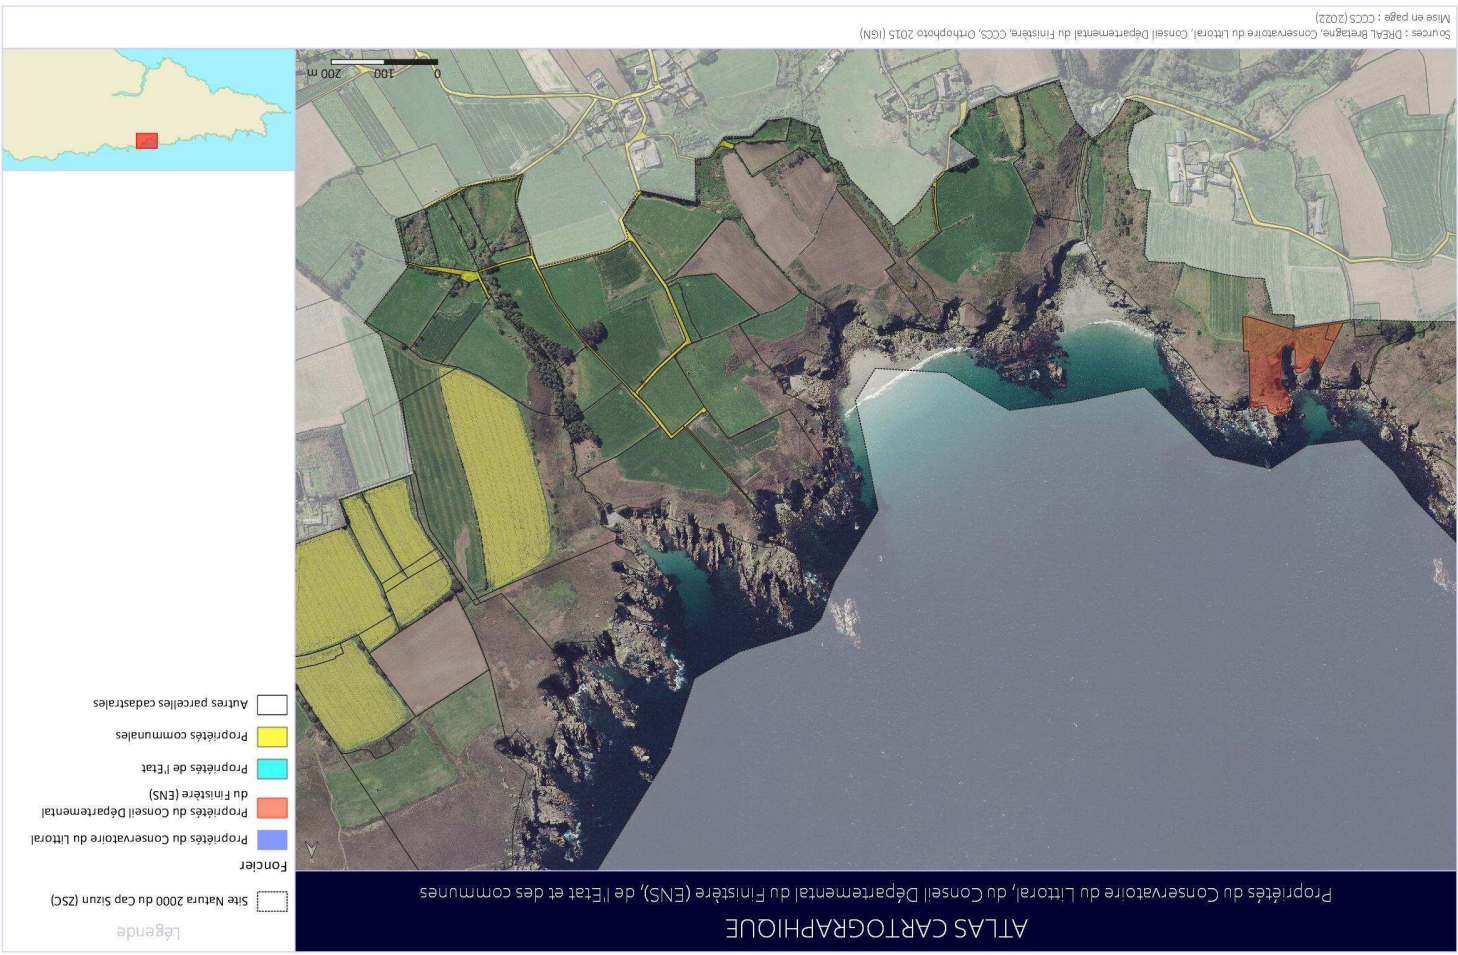 ATLAS CARTOGRAPHIQUE
Propriétés du Conservatoire du Littoral, du Conseil Départemental du Finistère (ENS), de l'Etat et des communes
Légende
Site Natura 2000 du Cap Sizun (ZSC)
Foncier
Propriétés du Conservatoire du Littoral
Propriétés du Conseil Départemental
du Finistère (ENS)
Propriétés de l'Etat
Propriétés communales
Autres parcelles cadastrales
0 100 200 m
Sources : DREAL Bretagne, Conservatoire du Littoral, Conseil Départemental du Finistère, CCCS, Orthophoto 2015 (IGN)
Mise en page : CCCS (2022)